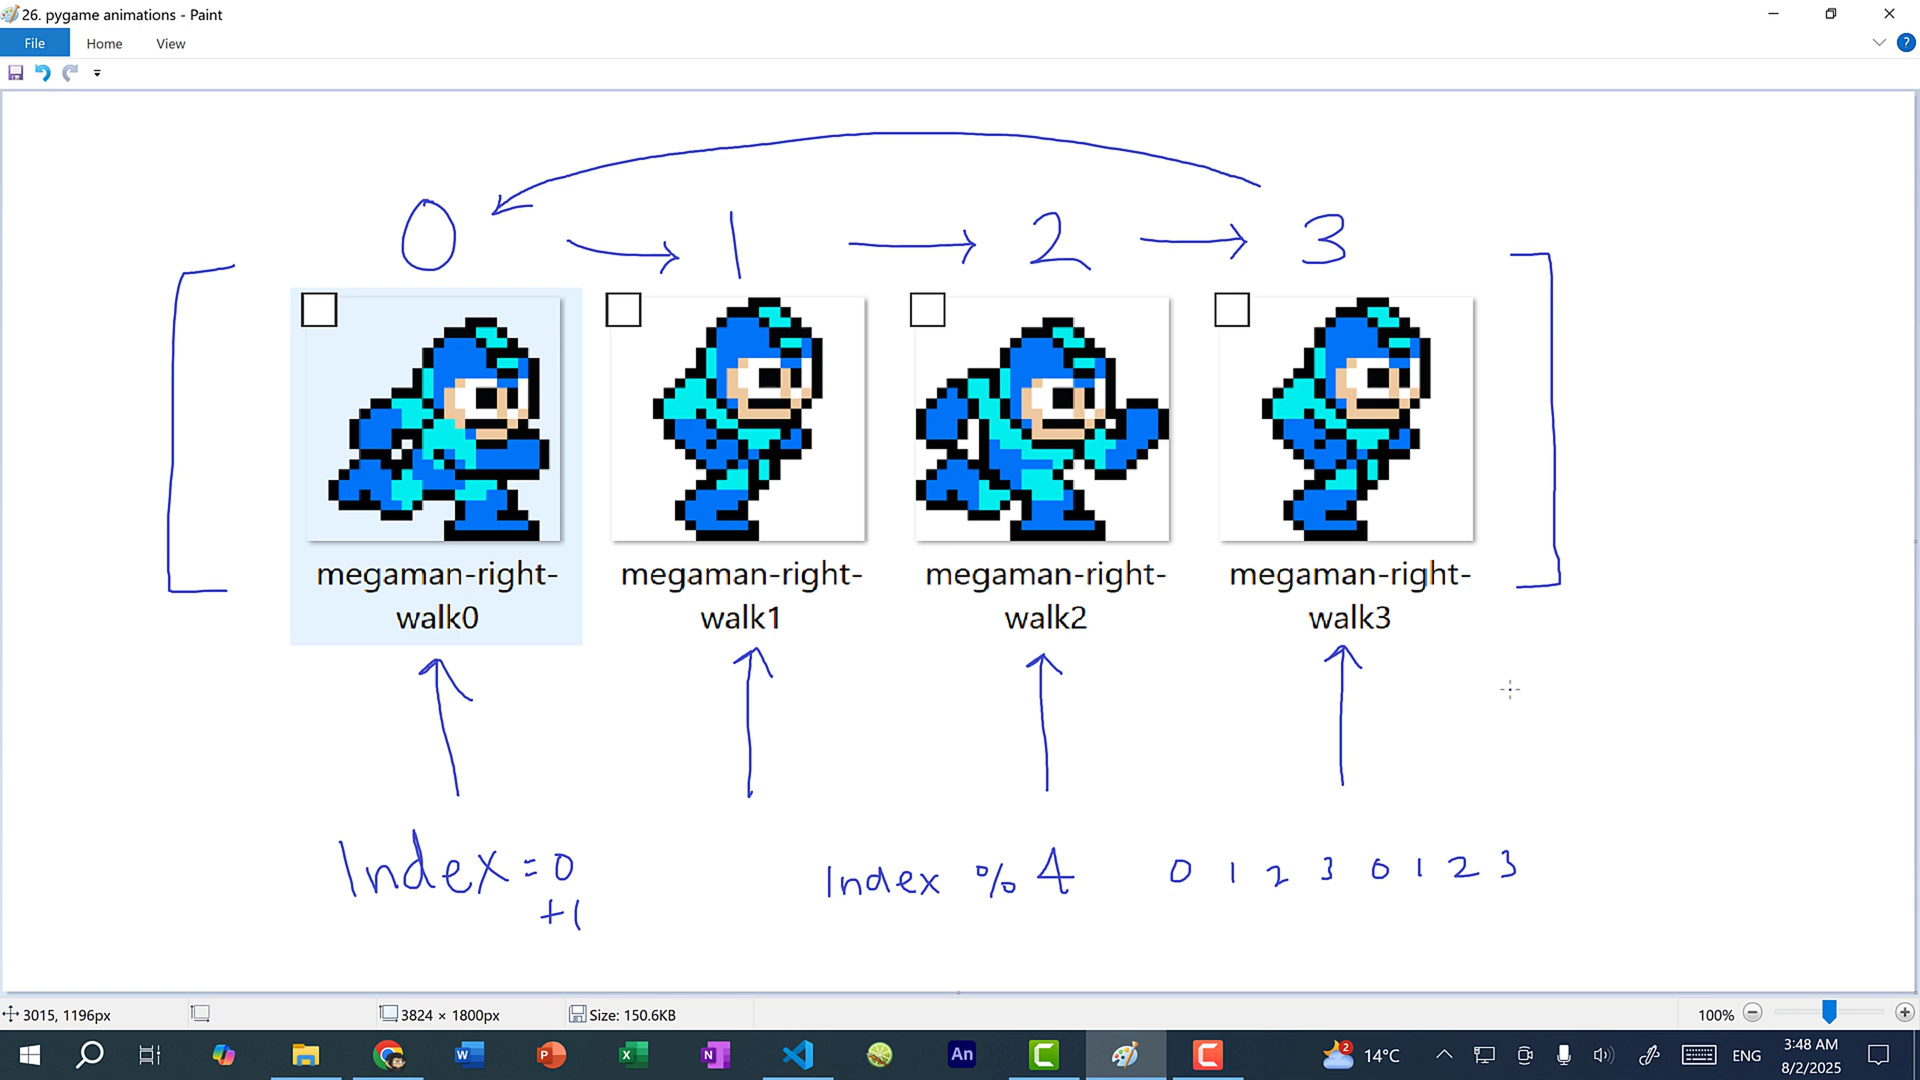 26. pygame animations - Paint
File Home View
0 1 2 3
megaman-right-walk0
megaman-right-walk1
megaman-right-walk2
megaman-right-walk3
Index = 0
+1
Index % 4 0 1 2 3 0 1 2 3
3015, 1196px 3824 × 1800px Size: 150.6KB 100%
An
2 14°C ENG 3:48 AM
8/2/2025